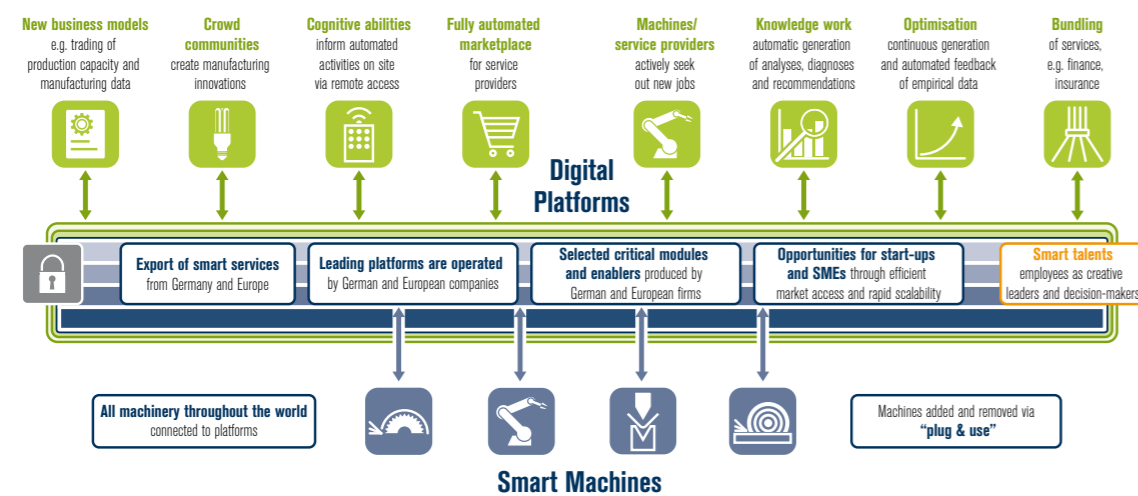 New business models
e.g. trading of
production capacity and
manufacturing data
Crowd
communities
create manufacturing
innovations
Cognitive abilities
inform automated
activities on site
via remote access
Fully automated
marketplace
for service
providers
Machines/
service providers
actively seek
out new jobs
Knowledge work
automatic generation
of analyses, diagnoses
and recommendations
Optimisation
continuous generation
and automated feedback
of empirical data
Bundling
of services,
e.g. finance,
insurance
Digital
Platforms
Export of smart services
from Germany and Europe
Leading platforms are operated
by German and European companies
Selected critical modules
and enablers produced by
German and European firms
Opportunities for start-ups
and SMEs through efficient
market access and rapid scalability
Smart talents
employees as creative
leaders and decision-makers
All machinery throughout the world
connected to platforms
Machines added and removed via
“plug & use”
Smart Machines